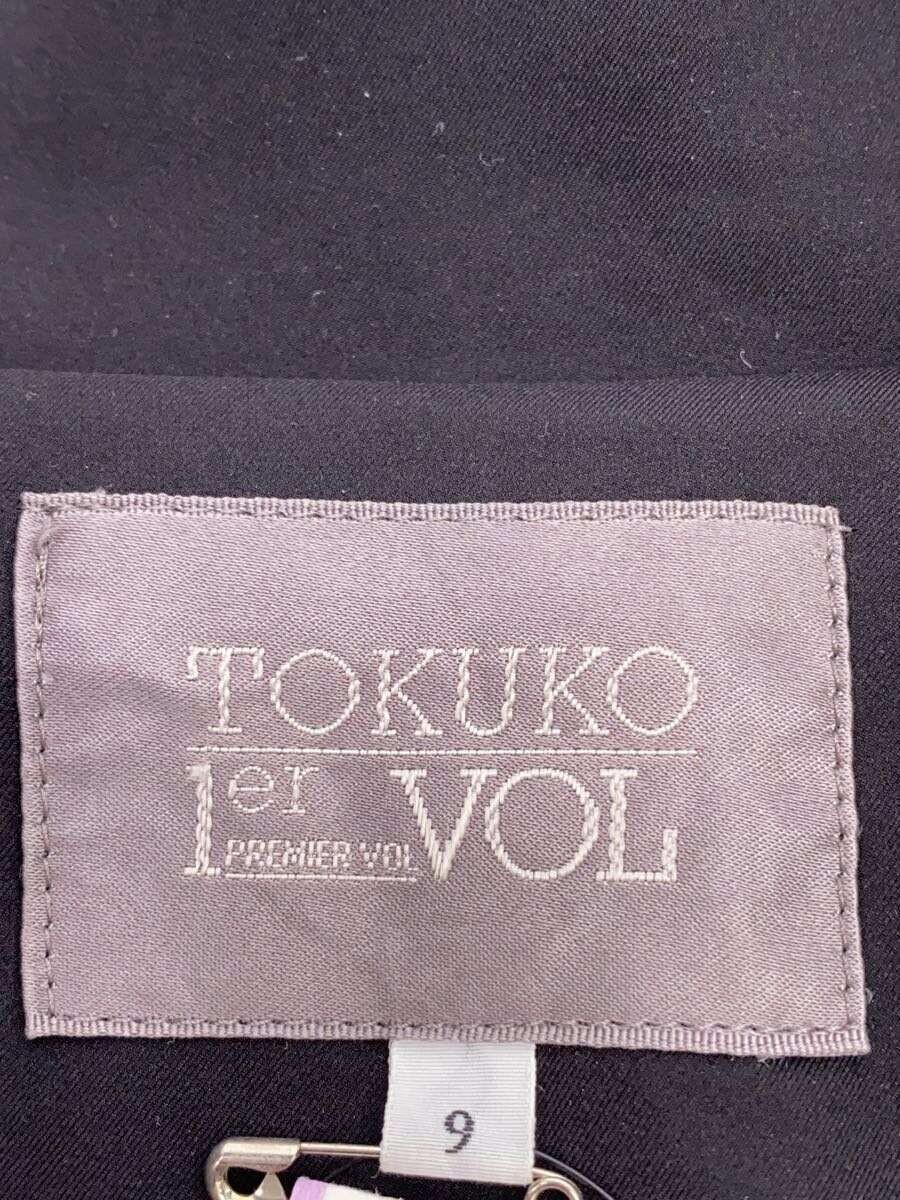 TOKUKO
1er VOL
PREMIER VOL
9